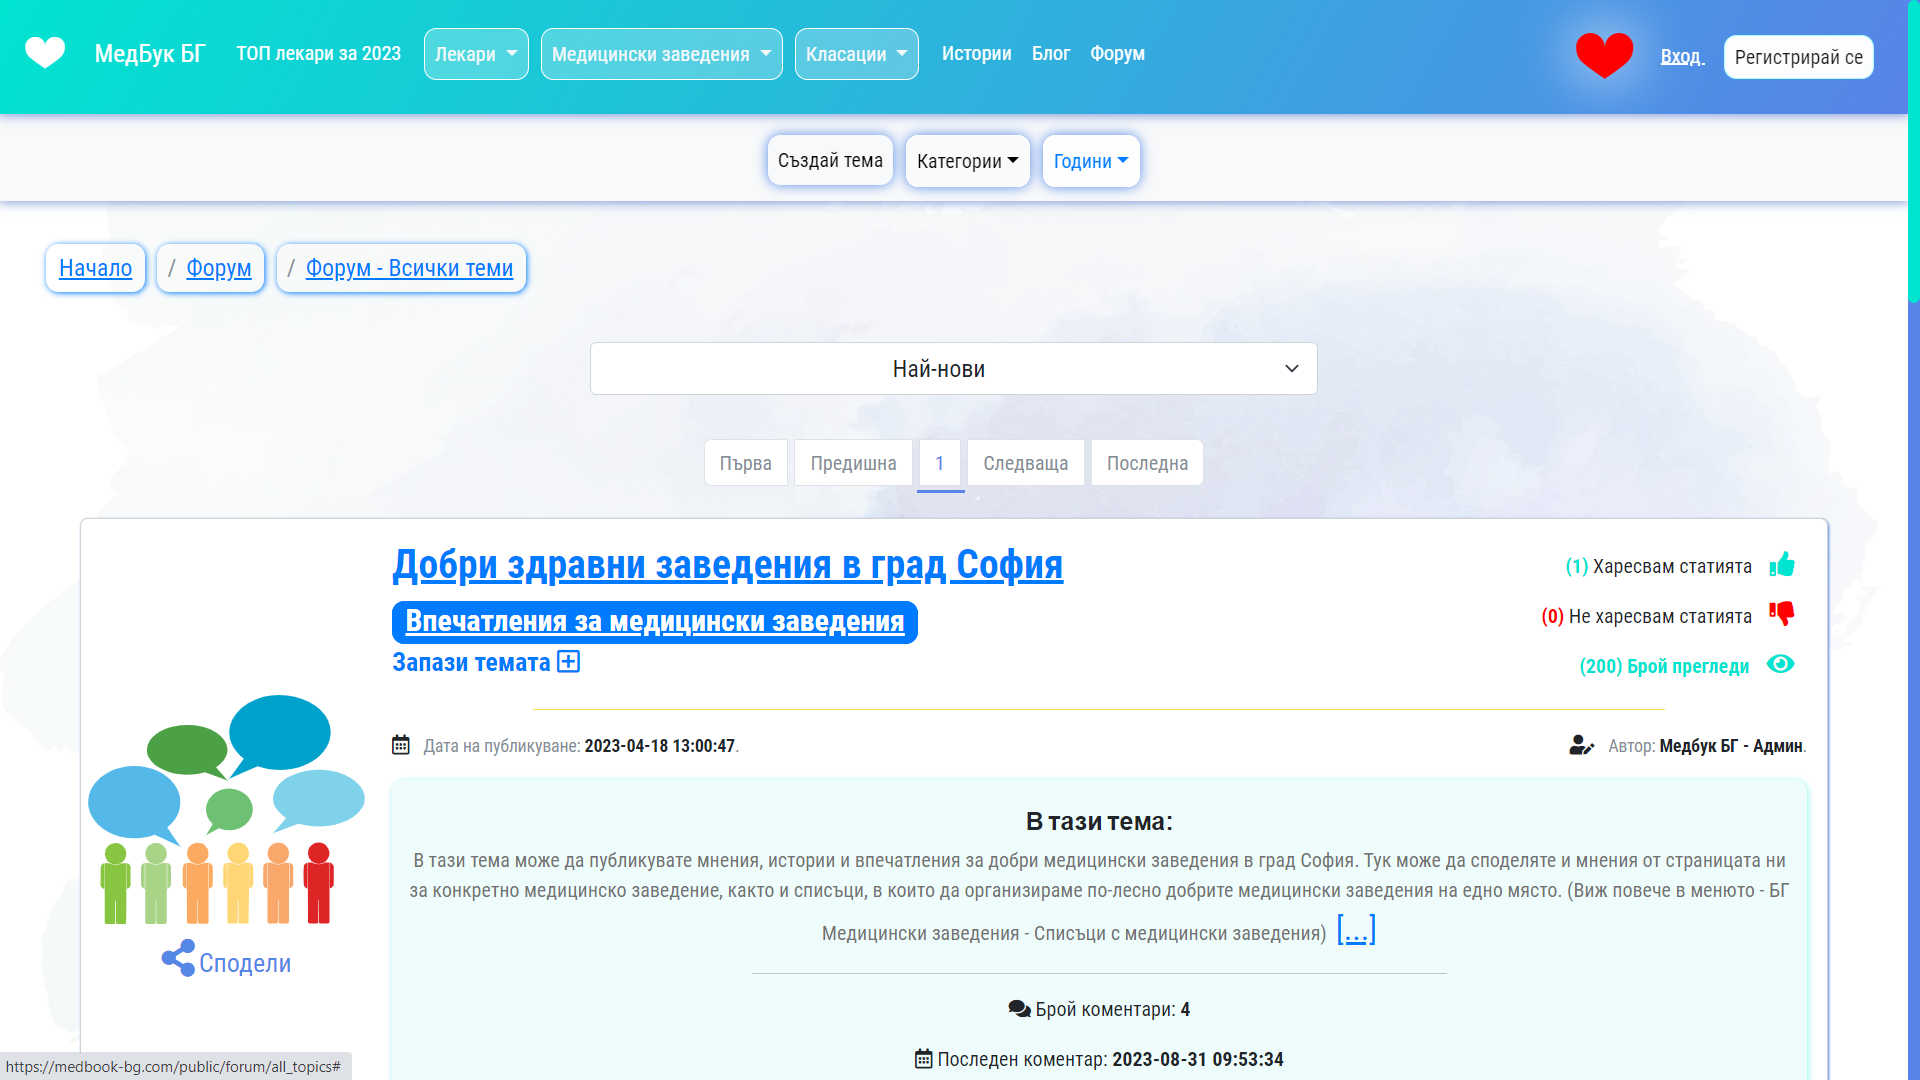 МедБук БГ ТОП лекари за 2023 Лекари Медицински заведения Класации Истории Блог Форум Вход Регистрирай се
Създай тема Категории Години
Начало / Форум / Форум - Всички теми
Най-нови
Първа Предишна 1 Следваща Последна
Добри здравни заведения в град София
Впечатления за медицински заведения
Запази темата
(1) Харесвам статията
(0) Не харесвам статията
(200) Брой прегледи
Дата на публикуване: 2023-04-18 13:00:47.
Автор: Медбук БГ - Админ.
Сподели
В тази тема:
В тази тема може да публикувате мнения, истории и впечатления за добри медицински заведения в град София. Тук може да споделяте и мнения от страницата ни
за конкретно медицинско заведение, както и списъци, в които да организираме по-лесно добрите медицински заведения на едно място. (Виж повече в менюто - БГ
Медицински заведения - Списъци с медицински заведения) [...]
Брой коментари: 4
Последен коментар: 2023-08-31 09:53:34
https://medbook-bg.com/public/forum/all_topics#